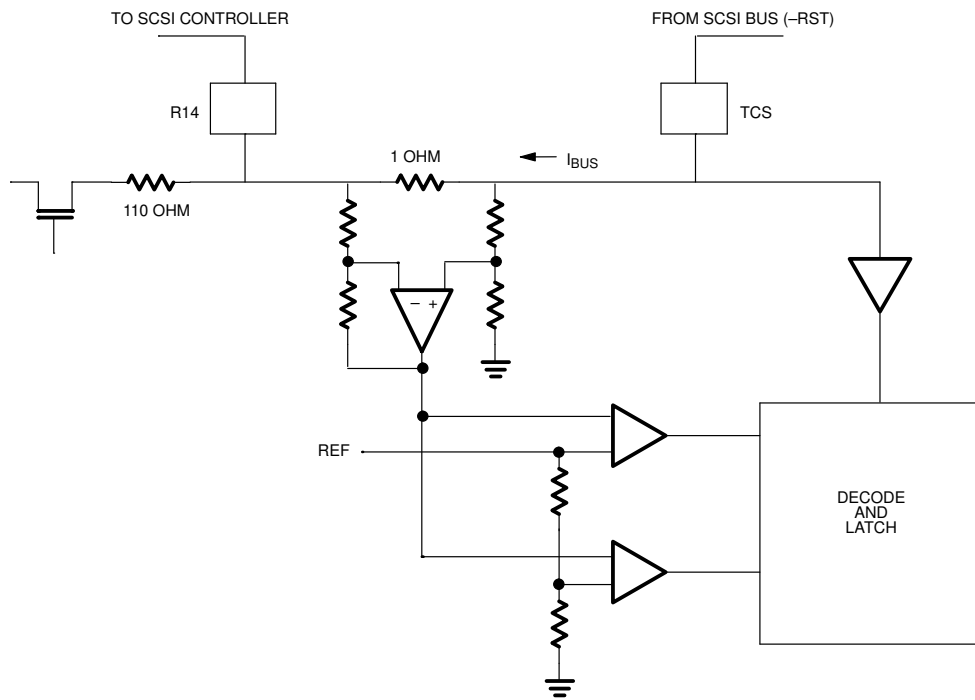 TO SCSI CONTROLLER
FROM SCSI BUS (–RST)
R14
TCS
1 OHM
I_BUS
110 OHM
– +
REF
DECODE
AND
LATCH